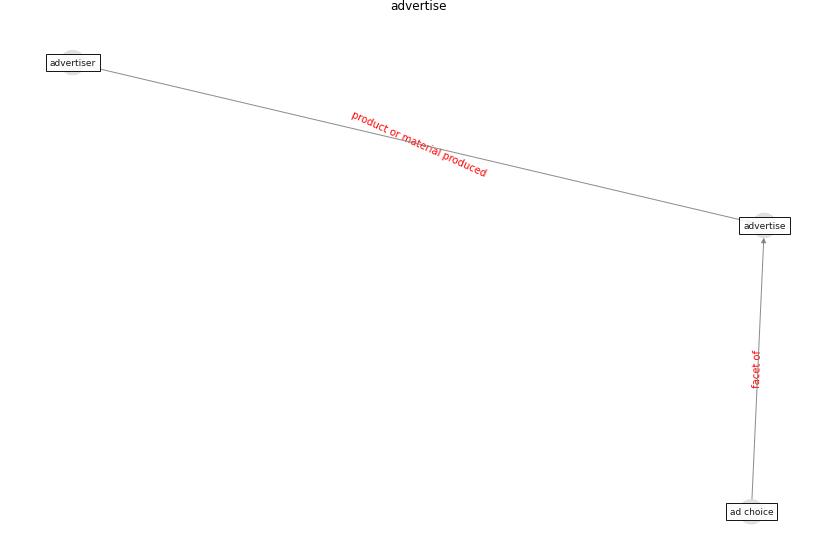 advertise
advertiser
product or material produced
advertise
facet of
ad choice